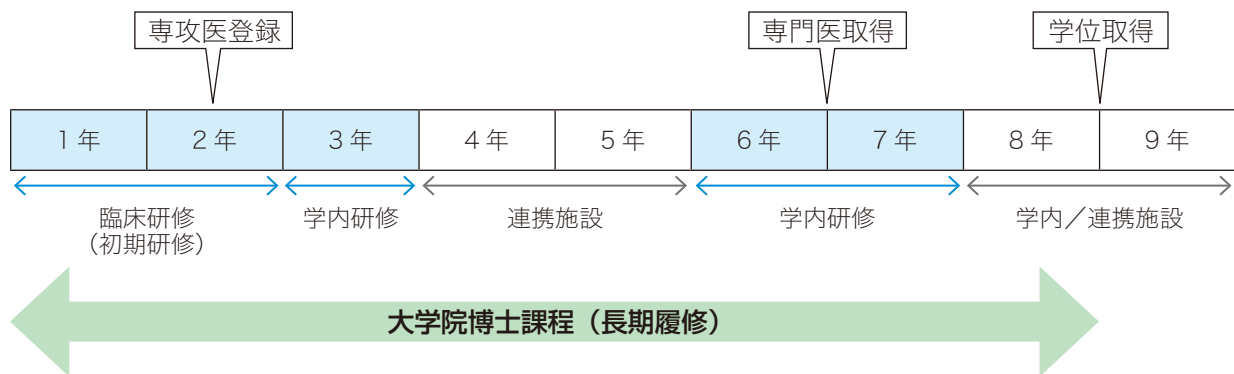 専攻医登録
専門医取得
学位取得
1年
2年
3年
4年
5年
6年
7年
8年
9年
臨床研修
（初期研修）
学内研修
連携施設
学内研修
学内／連携施設
大学院博士課程（長期履修）